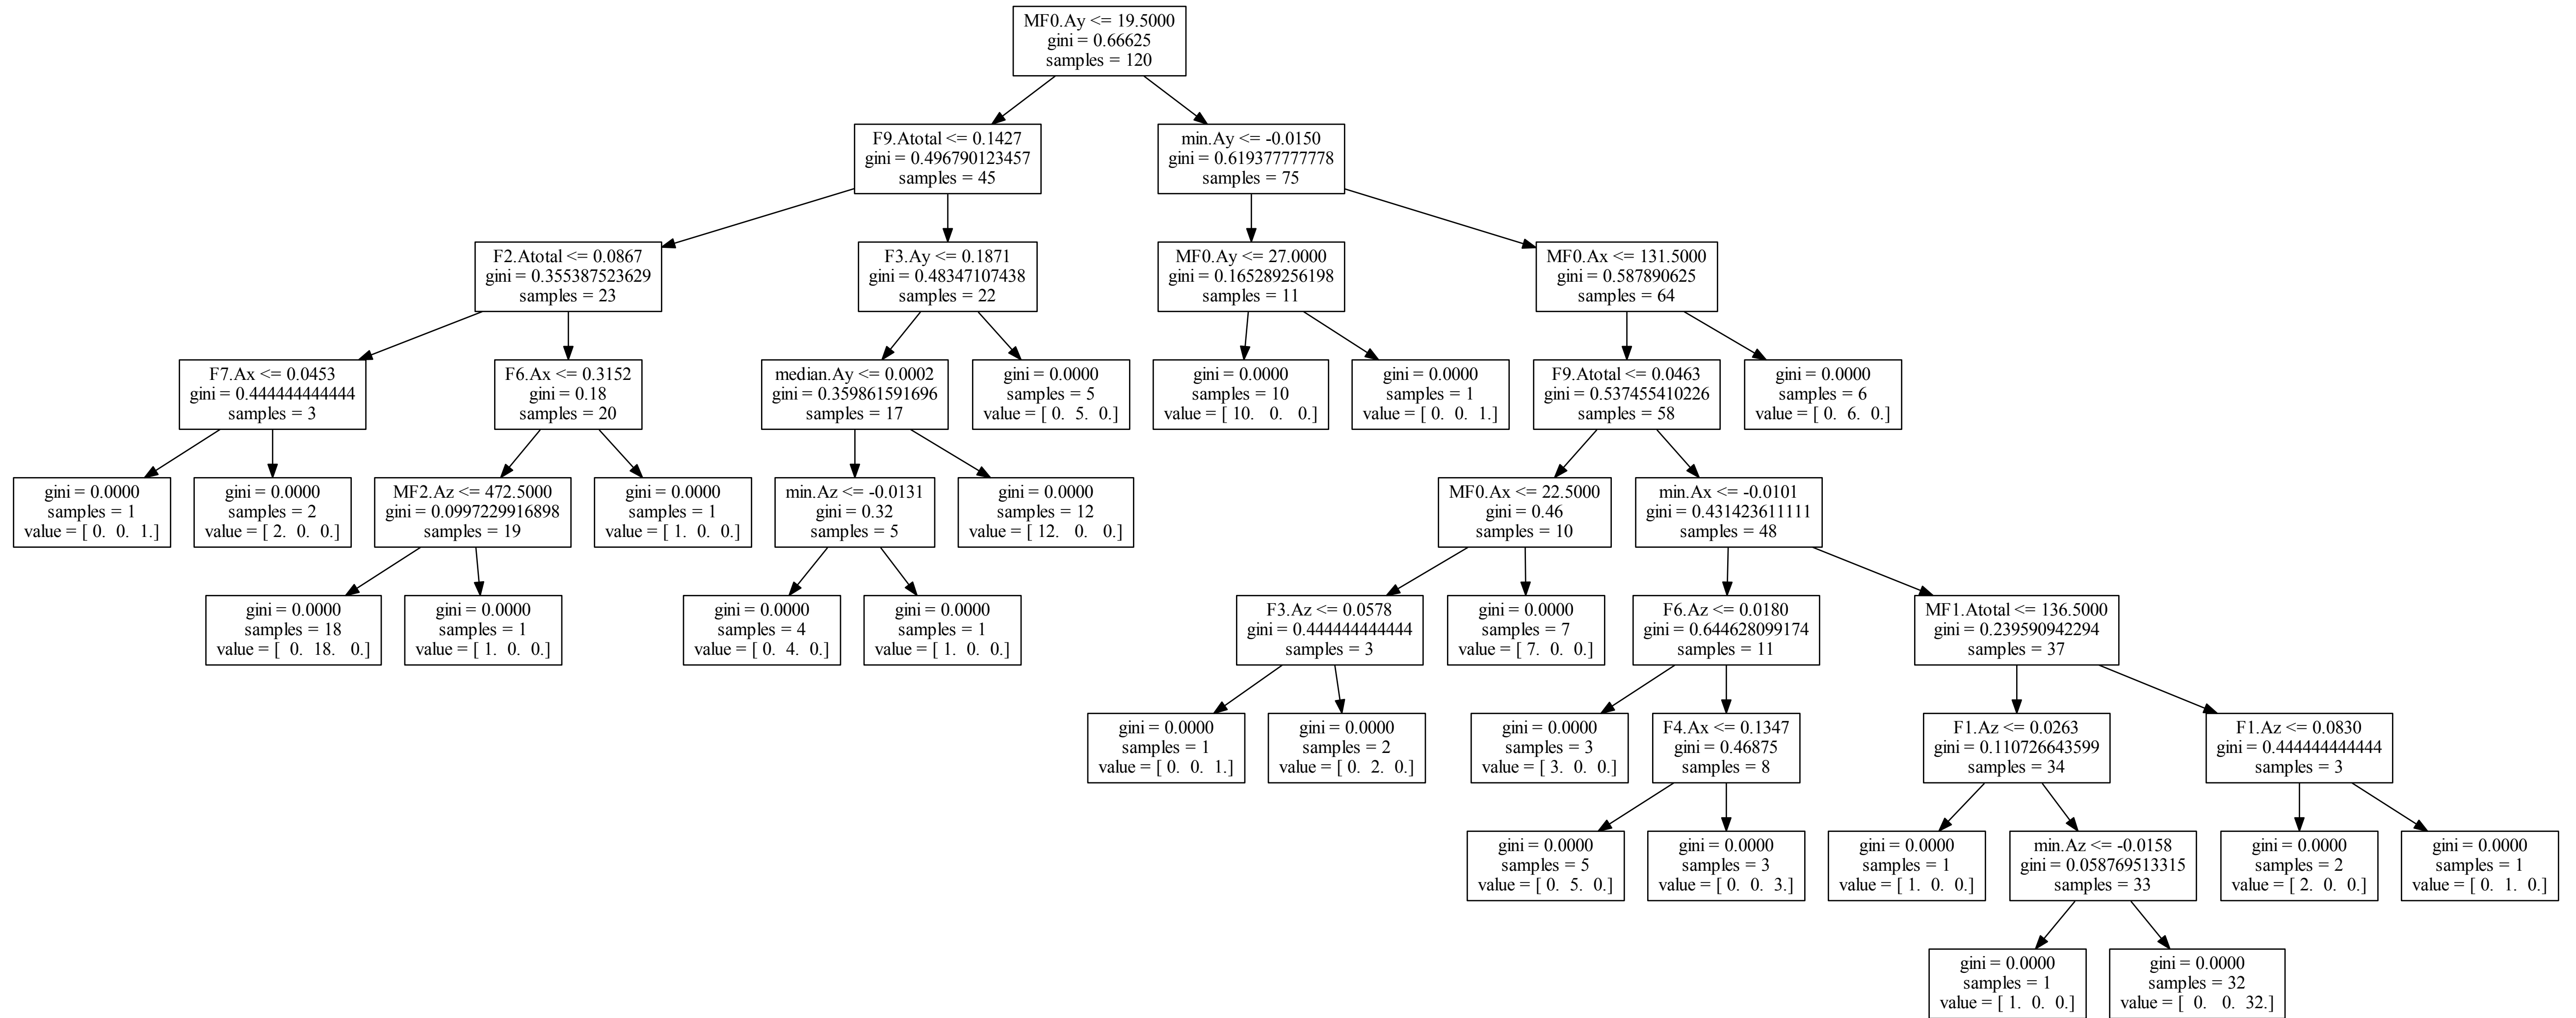 MF0.Ay <= 19.5000
gini = 0.66625
samples = 120
F9.Atotal <= 0.1427
gini = 0.496790123457
samples = 45
min.Ay <= -0.0150
gini = 0.619377777778
samples = 75
F2.Atotal <= 0.0867
gini = 0.355387523629
samples = 23
F3.Ay <= 0.1871
gini = 0.48347107438
samples = 22
MF0.Ay <= 27.0000
gini = 0.165289256198
samples = 11
MF0.Ax <= 131.5000
gini = 0.587890625
samples = 64
F7.Ax <= 0.0453
gini = 0.444444444444
samples = 3
F6.Ax <= 0.3152
gini = 0.18
samples = 20
median.Ay <= 0.0002
gini = 0.359861591696
samples = 17
gini = 0.0000
samples = 5
value = [ 0. 5. 0.]
gini = 0.0000
samples = 10
value = [ 10. 0. 0.]
gini = 0.0000
samples = 1
value = [ 0. 0. 1.]
F9.Atotal <= 0.0463
gini = 0.537455410226
samples = 58
gini = 0.0000
samples = 6
value = [ 0. 6. 0.]
gini = 0.0000
samples = 1
value = [ 0. 0. 1.]
gini = 0.0000
samples = 2
value = [ 2. 0. 0.]
MF2.Az <= 472.5000
gini = 0.0997229916898
samples = 19
gini = 0.0000
samples = 1
value = [ 1. 0. 0.]
min.Az <= -0.0131
gini = 0.32
samples = 5
gini = 0.0000
samples = 12
value = [ 12. 0. 0.]
MF0.Ax <= 22.5000
gini = 0.46
samples = 10
min.Ax <= -0.0101
gini = 0.431423611111
samples = 48
gini = 0.0000
samples = 18
value = [ 0. 18. 0.]
gini = 0.0000
samples = 1
value = [ 1. 0. 0.]
gini = 0.0000
samples = 4
value = [ 0. 4. 0.]
gini = 0.0000
samples = 1
value = [ 1. 0. 0.]
F3.Az <= 0.0578
gini = 0.444444444444
samples = 3
gini = 0.0000
samples = 7
value = [ 7. 0. 0.]
F6.Az <= 0.0180
gini = 0.644628099174
samples = 11
MF1.Atotal <= 136.5000
gini = 0.239590942294
samples = 37
gini = 0.0000
samples = 1
value = [ 0. 0. 1.]
gini = 0.0000
samples = 2
value = [ 0. 2. 0.]
gini = 0.0000
samples = 3
value = [ 3. 0. 0.]
F4.Ax <= 0.1347
gini = 0.46875
samples = 8
F1.Az <= 0.0263
gini = 0.110726643599
samples = 34
F1.Az <= 0.0830
gini = 0.444444444444
samples = 3
gini = 0.0000
samples = 5
value = [ 0. 5. 0.]
gini = 0.0000
samples = 3
value = [ 0. 0. 3.]
gini = 0.0000
samples = 1
value = [ 1. 0. 0.]
min.Az <= -0.0158
gini = 0.058769513315
samples = 33
gini = 0.0000
samples = 2
value = [ 2. 0. 0.]
gini = 0.0000
samples = 1
value = [ 0. 1. 0.]
gini = 0.0000
samples = 1
value = [ 1. 0. 0.]
gini = 0.0000
samples = 32
value = [ 0. 0. 32.]